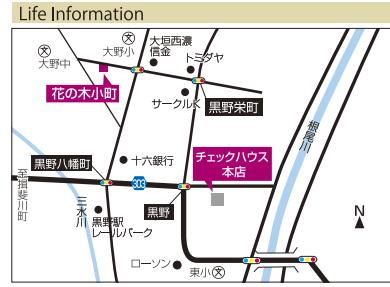 Life Information
文
大野小
大垣西濃
信金
トミダヤ
文
大野中
花の木小町
サークルK
黒野栄町
根尾川
黒野八幡町
十六銀行
チェックハウス
本店
至揖斐川町
303
三水川
黒野駅
レールパーク
黒野
N
ローソン
東小
文